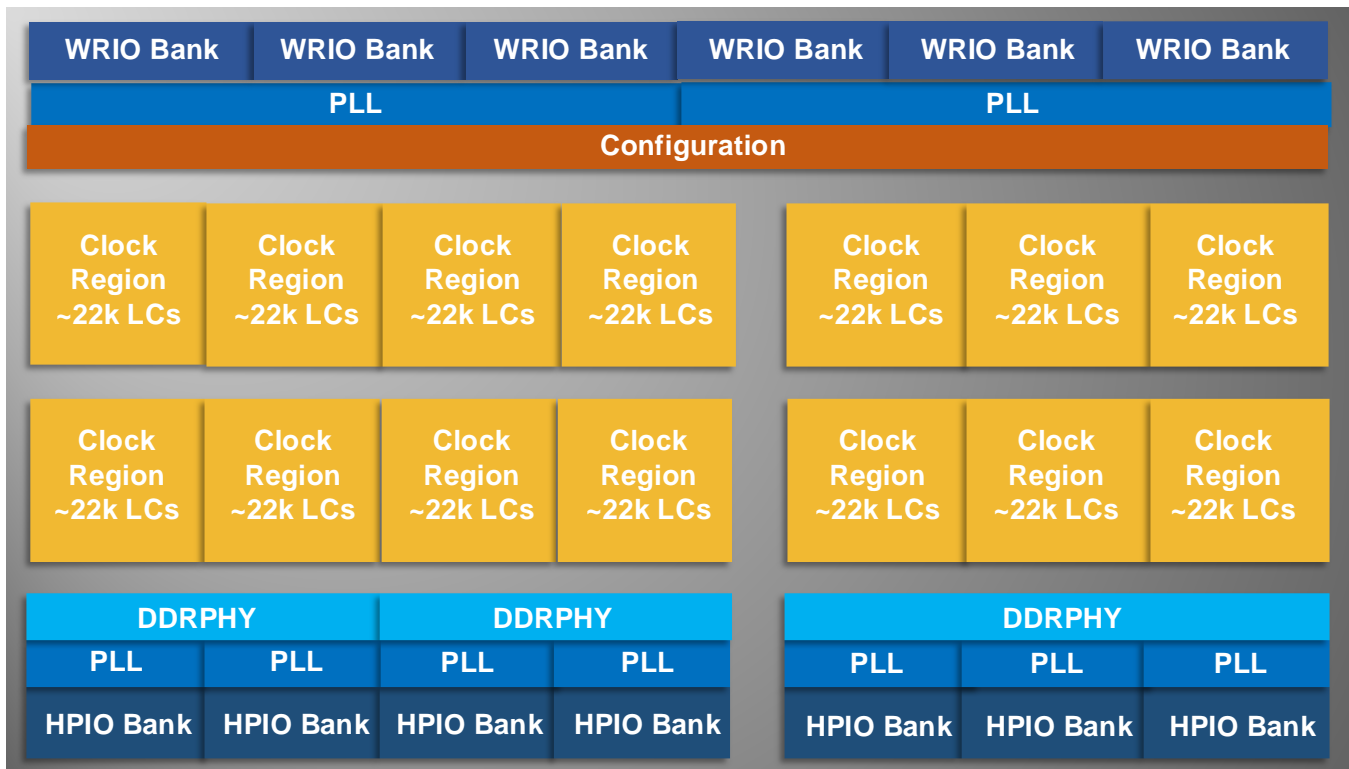 WRIO Bank WRIO Bank WRIO Bank WRIO Bank WRIO Bank WRIO Bank
PLL PLL
Configuration
Clock Clock Clock Clock Clock Clock Clock
Region Region Region Region Region Region Region
~22k LCs ~22k LCs ~22k LCs ~22k LCs ~22k LCs ~22k LCs ~22k LCs
Clock Clock Clock Clock Clock Clock Clock
Region Region Region Region Region Region Region
~22k LCs ~22k LCs ~22k LCs ~22k LCs ~22k LCs ~22k LCs ~22k LCs
DDRPHY DDRPHY DDRPHY
PLL PLL PLL PLL PLL PLL PLL
HPIO Bank HPIO Bank HPIO Bank HPIO Bank HPIO Bank HPIO Bank HPIO Bank